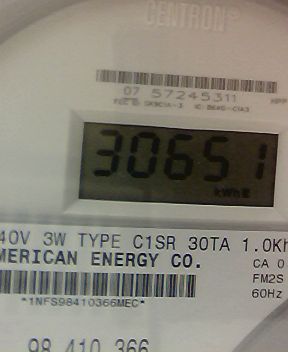 CENTRON®
07 57245311
30651
kWh
40V 3W TYPE C1SR 30TA 1.0Kh
MERICAN ENERGY CO.
CA 0
FM2S
60Hz
*1NFS98410366MEC*
98 410 366